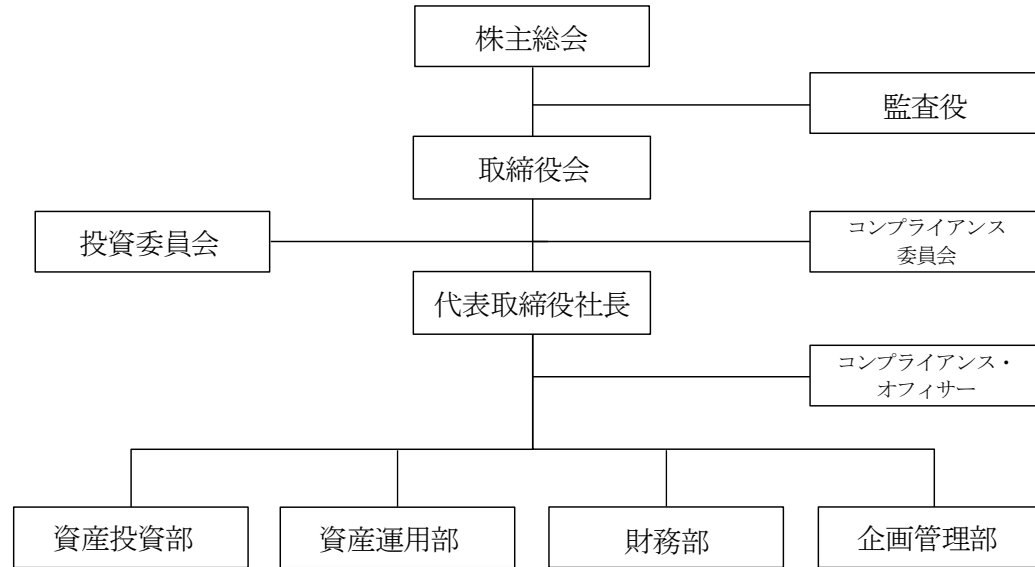 株主総会
監査役
取締役会
投資委員会
コンプライアンス
委員会
代表取締役社長
コンプライアンス・
オフィサー
資産投資部
資産運用部
財務部
企画管理部